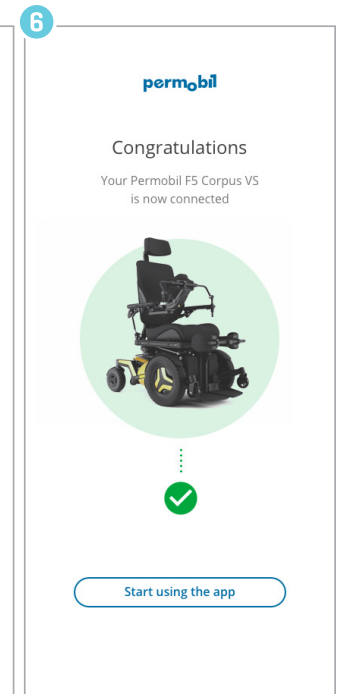 6
permobil
Congratulations
Your Permobil F5 Corpus VS
is now connected
Start using the app